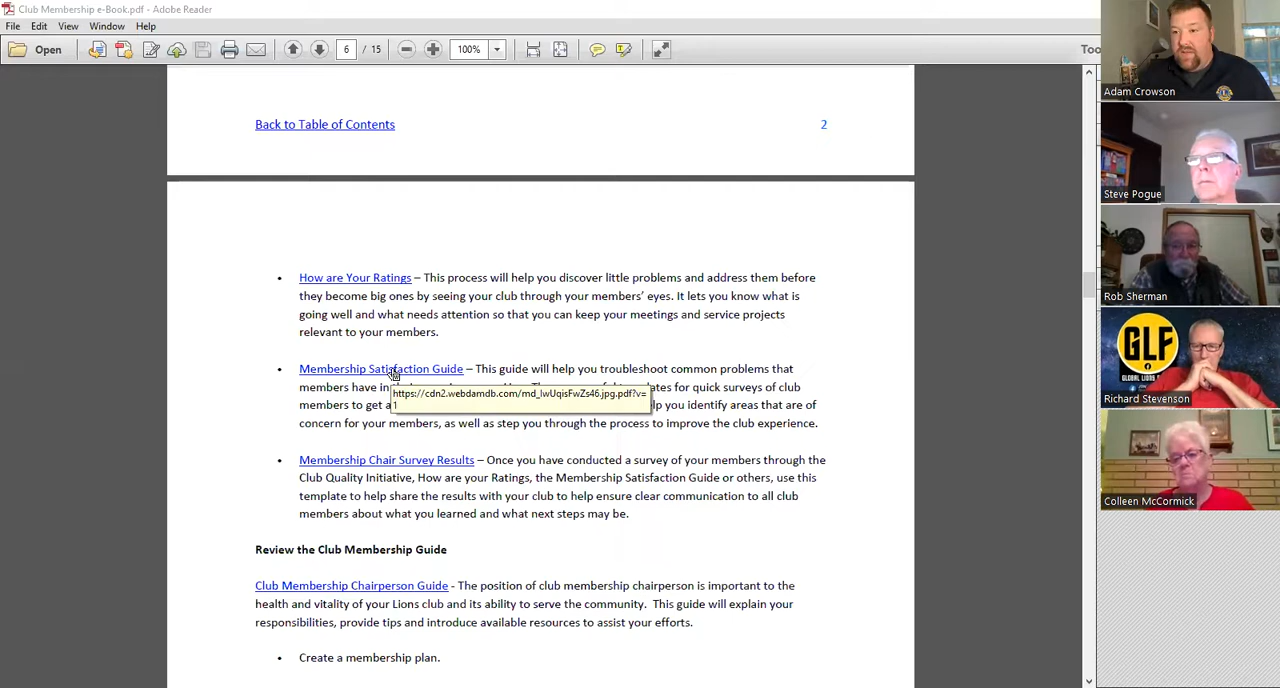 Club Membership e-Book.pdf - Adobe Reader
File Edit View Window Help
Open 6 / 15 100% Too
Back to Table of Contents 2
• How are Your Ratings – This process will help you discover little problems and address them before
they become big ones by seeing your club through your members’ eyes. It lets you know what is
going well and what needs attention so that you can keep your meetings and service projects
relevant to your members.
• Membership Satisfaction Guide – This guide will help you troubleshoot common problems that
members have in for quick surveys of club
https://cdn2.webdamdb.com/md_lwUqisFwZs46.jpg.pdf?v=
1
members to get a you identify areas that are of
concern for your members, as well as step you through the process to improve the club experience.
• Membership Chair Survey Results – Once you have conducted a survey of your members through the
Club Quality Initiative, How are your Ratings, the Membership Satisfaction Guide or others, use this
template to help share the results with your club to help ensure clear communication to all club
members about what you learned and what next steps may be.
Review the Club Membership Guide
Club Membership Chairperson Guide - The position of club membership chairperson is important to the
health and vitality of your Lions club and its ability to serve the community. This guide will explain your
responsibilities, provide tips and introduce available resources to assist your efforts.
• Create a membership plan.
Adam Crowson
Steve Pogue
Rob Sherman
GLF
Richard Stevenson
Colleen McCormick